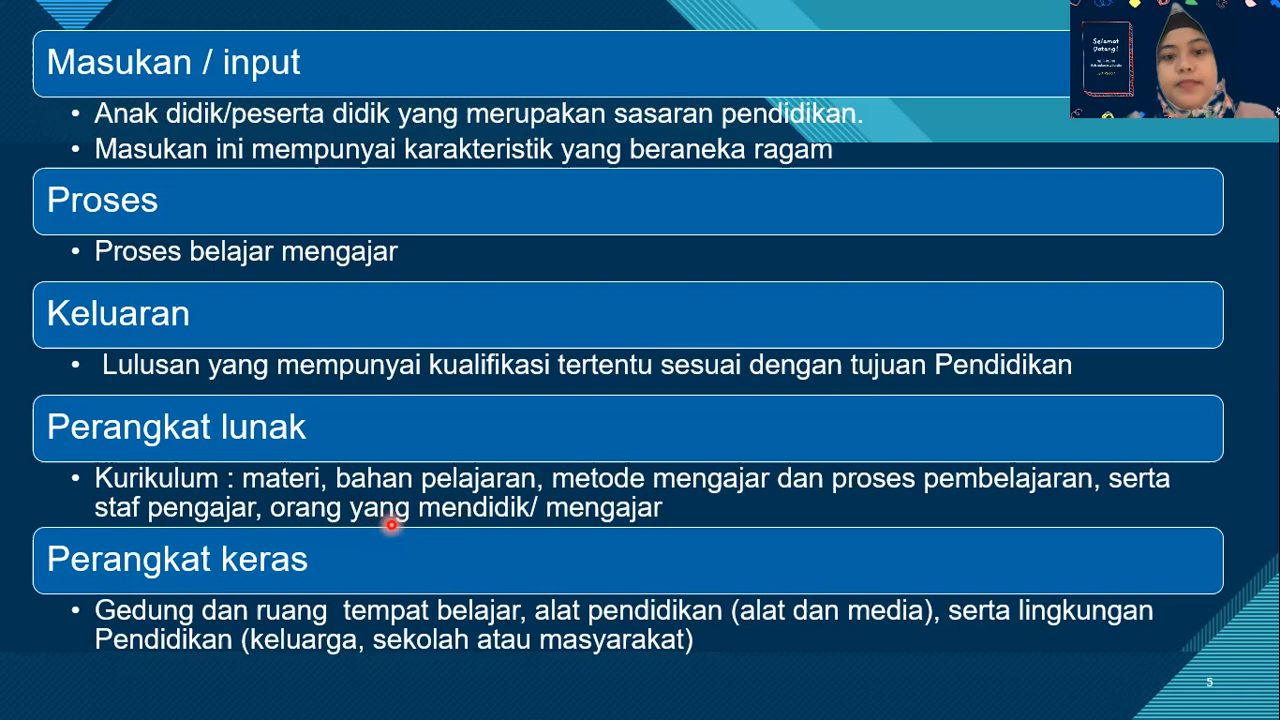 Masukan / input
• Anak didik/peserta didik yang merupakan sasaran pendidikan.
• Masukan ini mempunyai karakteristik yang beraneka ragam
Proses
• Proses belajar mengajar
Keluaran
• Lulusan yang mempunyai kualifikasi tertentu sesuai dengan tujuan Pendidikan
Perangkat lunak
• Kurikulum : materi, bahan pelajaran, metode mengajar dan proses pembelajaran, serta
staf pengajar, orang yang mendidik/ mengajar
Perangkat keras
• Gedung dan ruang  tempat belajar, alat pendidikan (alat dan media), serta lingkungan
Pendidikan (keluarga, sekolah atau masyarakat)
5
Selamat
Datang!